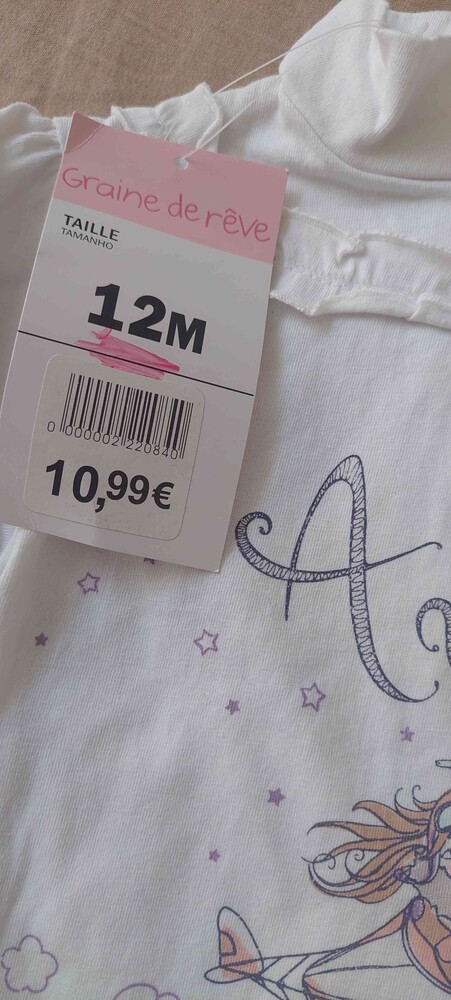 Graine de rêve
TAILLE
TAMANHO
12M
0 000002 220840
10,99€
A